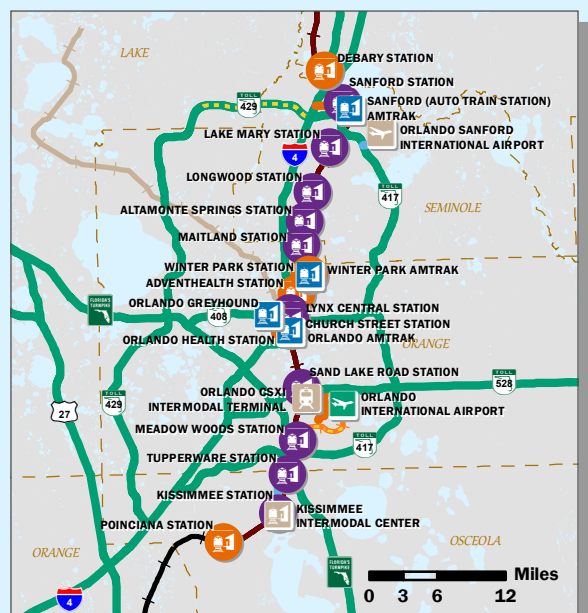 LAKE
DEBARY STATION
SANFORD STATION
TOLL
429
SANFORD (AUTO TRAIN STATION)
AMTRAK
LAKE MARY STATION
ORLANDO SANFORD
INTERNATIONAL AIRPORT
4
LONGWOOD STATION
TOLL
417
ALTAMONTE SPRINGS STATION
SEMINOLE
MAITLAND STATION
WINTER PARK STATION
WINTER PARK AMTRAK
ADVENTHEALTH STATION
FLORIDA'S
TURNPIKE
ORLANDO GREYHOUND
TOLL
408
LYNX CENTRAL STATION
CHURCH STREET STATION
ORLANDO HEALTH STATION
ORLANDO AMTRAK
ORANGE
SAND LAKE ROAD STATION
TOLL
528
ORLANDO CSXI
INTERMODAL TERMINAL
ORLANDO
INTERNATIONAL AIRPORT
TOLL
429
27
MEADOW WOODS STATION
TOLL
417
TUPPERWARE STATION
KISSIMMEE STATION
KISSIMMEE
INTERMODAL CENTER
POINCIANA STATION
ORANGE
OSCEOLA
FLORIDA'S
TURNPIKE
4
Miles
0 3 6 12